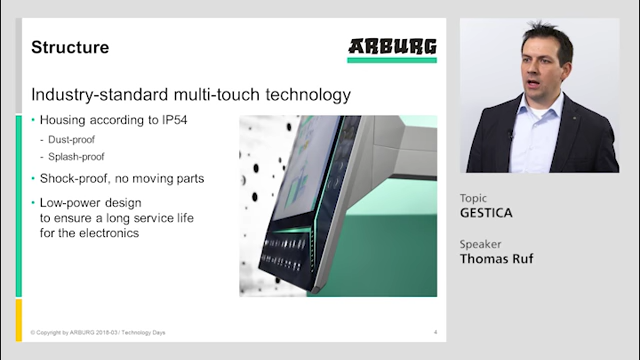 Structure
ARBURG
Industry-standard multi-touch technology
• Housing according to IP54
- Dust-proof
- Splash-proof
• Shock-proof, no moving parts
• Low-power design
to ensure a long service life
for the electronics
© Copyright by ARBURG 2018-03 / Technology Days
4
Topic
GESTICA
Speaker
Thomas Ruf